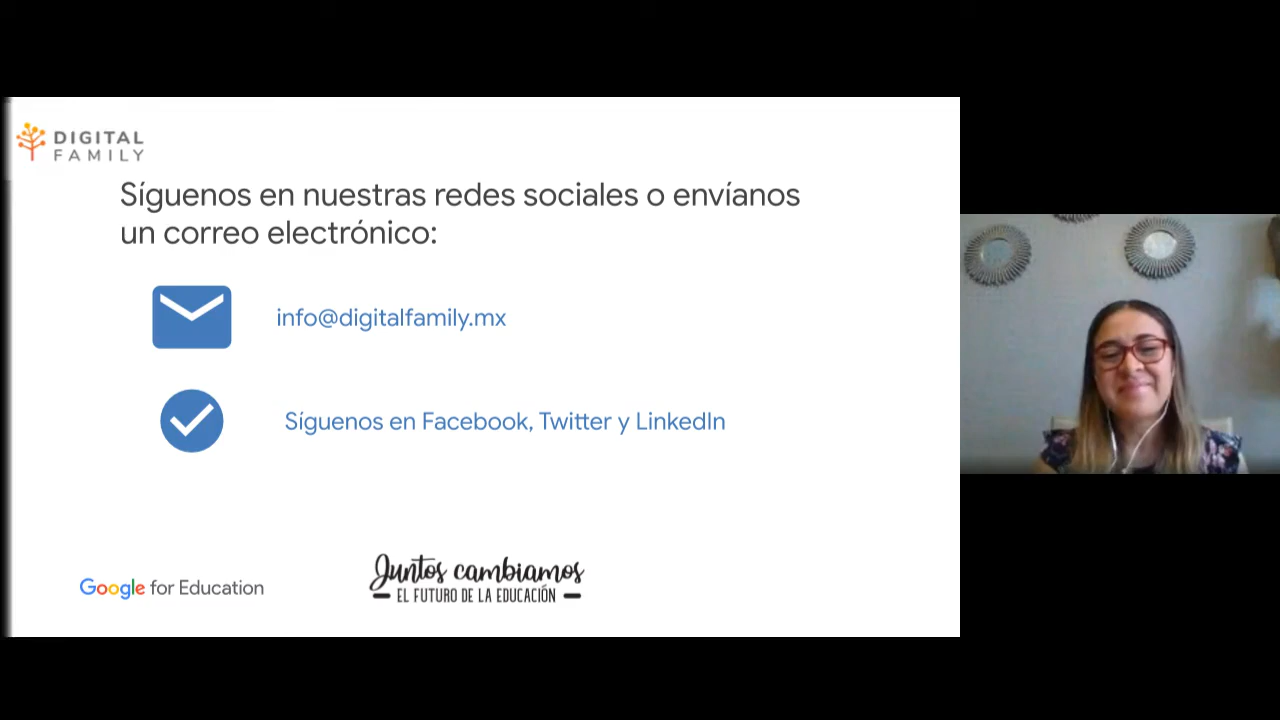 DIGITAL
FAMILY
Síguenos en nuestras redes sociales o envíanos
un correo electrónico:
info@digitalfamily.mx
Síguenos en Facebook, Twitter y LinkedIn
Google for Education
Juntos cambiamos
EL FUTURO DE LA EDUCACIÓN